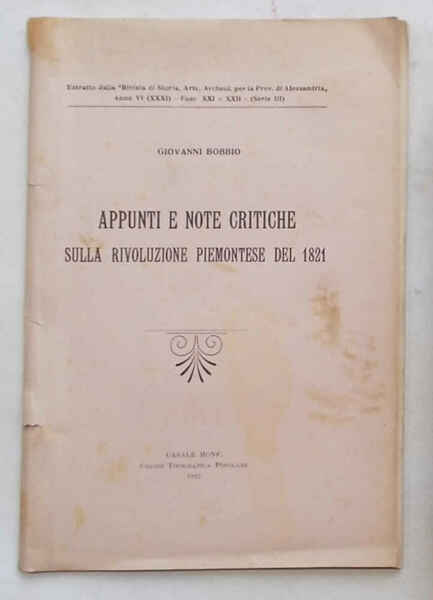 Estratto dalla "Rivista di Storia, Arte, Archeol. per la Prov. di Alessandria„
Anno VI (XXXI) - Fasc. XXI - XXII - (Serie III)
GIOVANNI BOBBIO
APPUNTI E NOTE CRITICHE
SULLA RIVOLUZIONE PIEMONTESE DEL 1821
CASALE MONF.
Tipografica Popolare